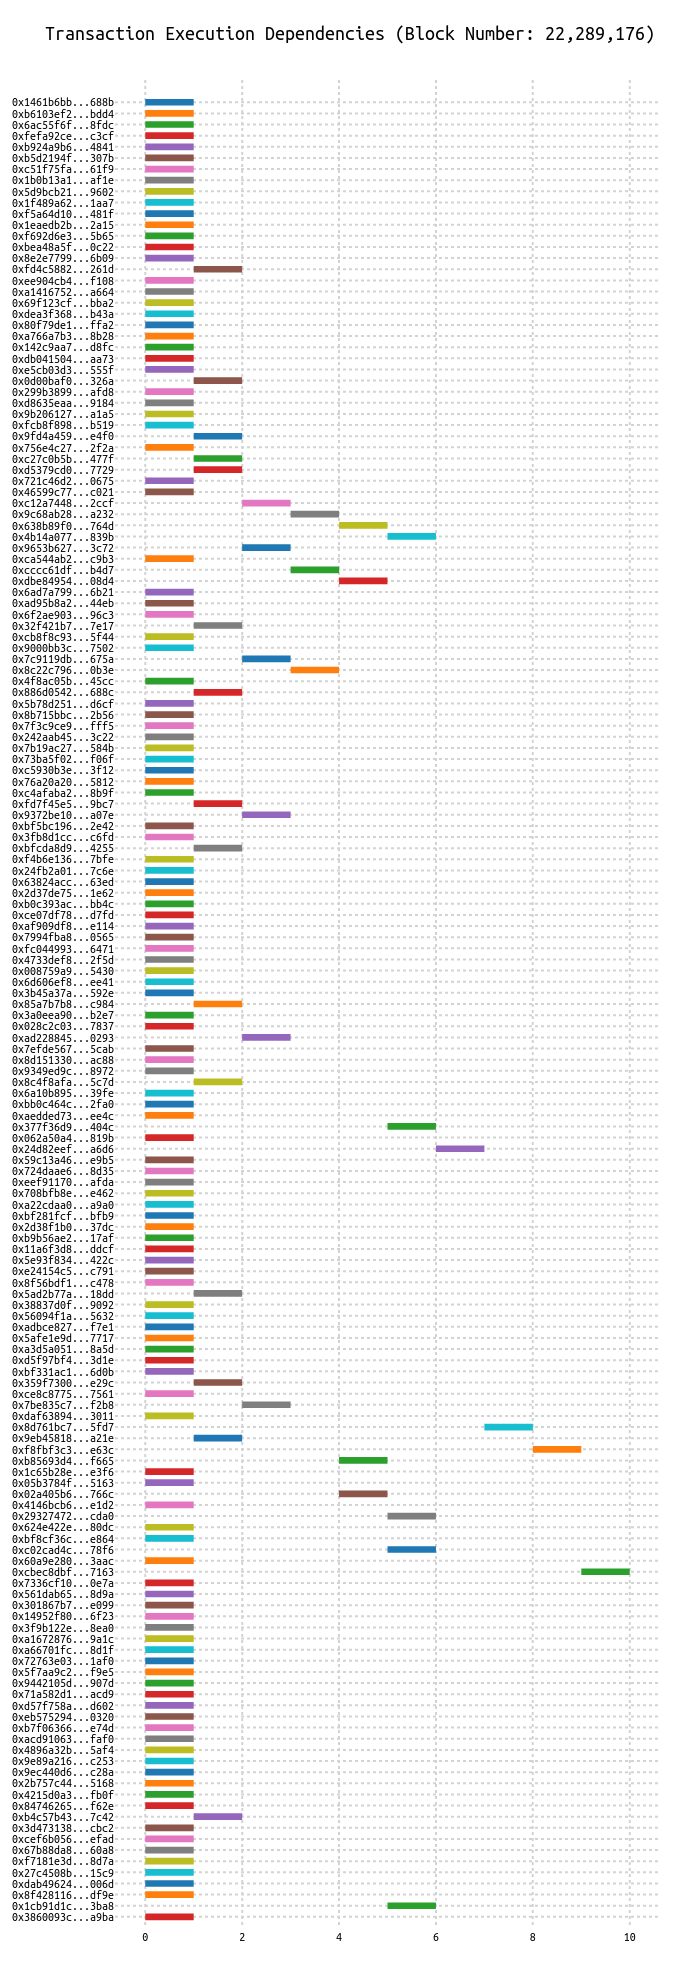 Transaction Execution Dependencies (Block Number: 22,289,176)
0x1461b6bb...688b
0xb6103ef2...bdd4
0x6ac55f6f...8fdc
0xfefa92ce...c3cf
0xb924a9b6...4841
0xb5d2194f...307b
0xc51f75fa...61f9
0x1b0b13a1...af1e
0x5d9bcb21...9602
0x1f489a62...1aa7
0xf5a64d10...481f
0x1eaedb2b...2a15
0xf692d6e3...5b65
0xbea48a5f...0c22
0x8e2e7799...6b09
0xfd4c5882...261d
0xee904cb4...f108
0xa1416752...a664
0x69f123cf...bba2
0xdea3f368...b43a
0x80f79de1...ffa2
0xa766a7b3...8b28
0x142c9aa7...d8fc
0xdb041504...aa73
0xe5cb03d3...555f
0x0d00baf0...326a
0x299b3899...afd8
0xd8635eaa...9184
0x9b206127...a1a5
0xfcb8f898...b519
0x9fd4a459...e4f0
0x756e4c27...2f2a
0xc27c0b5b...477f
0xd5379cd0...7729
0x721c46d2...0675
0x46599c77...c021
0xc12a7448...2ccf
0x9c68ab28...a232
0x638b89f0...764d
0x4b14a077...839b
0x9653b627...3c72
0xca544ab2...c9b3
0xcccc61df...b4d7
0xdbe84954...08d4
0x6ad7a799...6b21
0xad95b8a2...44eb
0x6f2ae903...96c3
0x32f421b7...7e17
0xcb8f8c93...5f44
0x9000bb3c...7502
0x7c9119db...675a
0x8c22c796...0b3e
0x4f8ac05b...45cc
0x886d0542...688c
0x5b78d251...d6cf
0x8b715bbc...2b56
0x7f3c9ce9...fff5
0x242aab45...3c22
0x7b19ac27...584b
0x73ba5f02...f06f
0xc5930b3e...3f12
0x76a20a20...5812
0xc4afaba2...8b9f
0xfd7f45e5...9bc7
0x9372be10...a07e
0xbf5bc196...2e42
0x3fb8d1cc...c6fd
0xbfcda8d9...4255
0xf4b6e136...7bfe
0x24fb2a01...7c6e
0x63824acc...63ed
0x2d37de75...1e62
0xb0c393ac...bb4c
0xce07df78...d7fd
0xaf909df8...e114
0x7994fba8...0565
0xfc044993...6471
0x4733def8...2f5d
0x008759a9...5430
0x6d606ef8...ee41
0x3b45a37a...592e
0x85a7b7b8...c984
0x3a0eea90...b2e7
0x028c2c03...7837
0xad228845...0293
0x7efde567...5cab
0x8d151330...ac88
0x9349ed9c...8972
0x8c4f8afa...5c7d
0x6a10b895...39fe
0xbb0c464c...2fa0
0xaedded73...ee4c
0x377f36d9...404c
0x062a50a4...819b
0x24d82eef...a6d6
0x59c13a46...e9b5
0x724daae6...8d35
0xeef91170...afda
0x708bfb8e...e462
0xa22cdaa0...a9a0
0xbf281fcf...bfb9
0x2d38f1b0...37dc
0xb9b56ae2...17af
0x11a6f3d8...ddcf
0x5e93f834...422c
0xe24154c5...c791
0x8f56bdf1...c478
0x5ad2b77a...18dd
0x38837d0f...9092
0x56094f1a...5632
0xadbce827...f7e1
0x5afe1e9d...7717
0xa3d5a051...8a5d
0xd5f97bf4...3d1e
0xbf331ac1...6d0b
0x359f7300...e29c
0xce8c8775...7561
0x7be835c7...f2b8
0xdaf63894...3011
0x8d761bc7...5fd7
0x9eb45818...a21e
0xf8fbf3c3...e63c
0xb85693d4...f665
0x1c65b28e...e3f6
0x05b3784f...5163
0x02a405b6...766c
0x4146bcb6...e1d2
0x29327472...cda0
0x624e422e...80dc
0xbf8cf36c...e864
0xc02cad4c...78f6
0x60a9e280...3aac
0xcbec8dbf...7163
0x7336cf10...0e7a
0x561dab65...8d9a
0x301867b7...e099
0x14952f80...6f23
0x3f9b122e...8ea0
0xa1672876...9a1c
0xa66701fc...8d1f
0x72763e03...1af0
0x5f7aa9c2...f9e5
0x9442105d...907d
0x71a582d1...acd9
0xd57f758a...d602
0xeb575294...0320
0xb7f06366...e74d
0xacd91063...faf0
0x4896a32b...5af4
0x9e89a216...c253
0x9ec440d6...c28a
0x2b757c44...5168
0x4215d0a3...fb0f
0x84746265...f62e
0xb4c57b43...7c42
0x3d473138...cbc2
0xcef6b056...efad
0x67b88da8...60a8
0xf7181e3d...8d7a
0x27c4508b...15c9
0xdab49624...006d
0x8f428116...df9e
0x1cb91d1c...3ba8
0x3860093c...a9ba
0 2 4 6 8 10